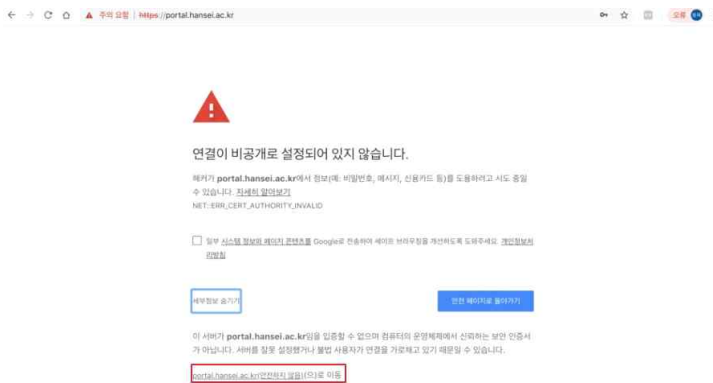 주의 요함 | https://portal.hansei.ac.kr
오류
연결이 비공개로 설정되어 있지 않습니다.
해커가 portal.hansei.ac.kr에서 정보(예: 비밀번호, 메시지, 신용카드 등)를 도용하려고 시도 중일
수 있습니다. 자세히 알아보기
NET::ERR_CERT_AUTHORITY_INVALID
일부 시스템 정보와 페이지 콘텐츠를 Google로 전송하여 세이프 브라우징을 개선하도록 도와주세요. 개인정보처
리방침
세부정보 숨기기
안전 페이지로 돌아가기
이 서버가 portal.hansei.ac.kr임을 입증할 수 없으며 컴퓨터의 운영체제에서 신뢰하는 보안 인증서
가 아닙니다. 서버를 잘못 설정했거나 불법 사용자가 연결을 가로채고 있기 때문일 수 있습니다.
portal.hansei.ac.kr(안전하지 않음)(으)로 이동